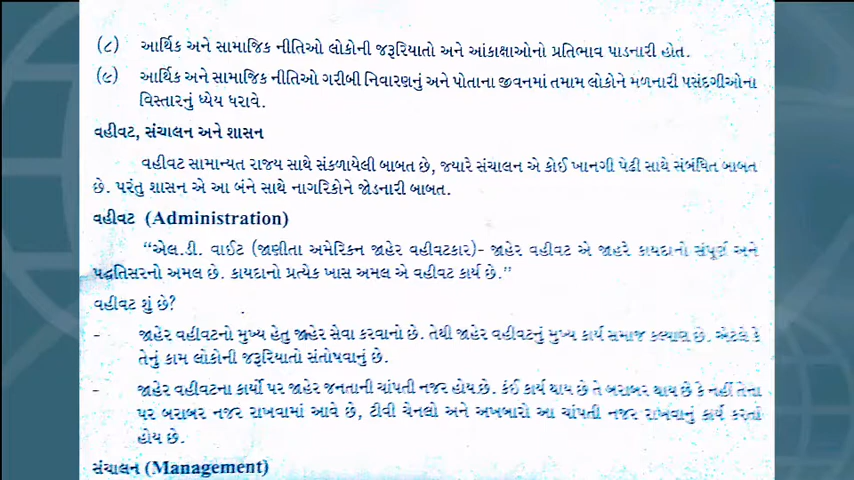 (૮) આર્થિક અને સામાજિક નીતિઓ લોકોની જરૂરિયાતો અને આંકાક્ષાઓનો પ્રતિભાવ પાડનારી હોત.
(૯) આર્થિક અને સામાજિક નીતિઓ ગરીબી નિવારણનું અને પોતાના જીવનમાં તમામ લોકોને મળનારી પસંદગીઓના
વિસ્તારનું ધ્યેય ધરાવે.
વહીવટ, સંચાલન અને શાસન
વહીવટ સામાન્યત રાજ્ય સાથે સંકળાયેલી બાબત છે, જ્યારે સંચાલન એ કોઈ ખાનગી પેઢી સાથે સંબંધિત બાબત
છે. પરંતુ શાસન એ આ બંને સાથે નાગરિકોને જોડનારી બાબત.
વહીવટ (Administration)
“એલ.ડી. વાઈટ (જાણીતા અમેરિકન જાહેર વહીવટકાર)- જાહેર વહીવટ એ જાહરે કાયદાનો સંપૂર્ણ અને
પદ્ધતિસરનો અમલ છે. કાયદાનો પ્રત્યેક ખાસ અમલ એ વહીવટ કાર્ય છે.”
વહીવટ શું છે?
- જાહેર વહીવટનો મુખ્ય હેતુ જાહેર સેવા કરવાનો છે. તેથી જાહેર વહીવટનું મુખ્ય કાર્ય સમાજ કલ્યાણ છે. એટલે કે
તેનું કામ લોકોની જરૂરિયાતો સંતોષવાનું છે.
- જાહેર વહીવટના કાર્યો પર જાહેર જનતાની ચાંપતી નજર હોય છે. કંઈ કાર્ય થાય છે તે બરાબર થાય છે કે નહીં તેના
પર બરાબર નજર રાખવામાં આવે છે, ટીવી ચેનલો અને અખબારો આ ચાંપતી નજર રાખવાનું કાર્ય કરતાં
હોય છે.
સંચાલન (Management)